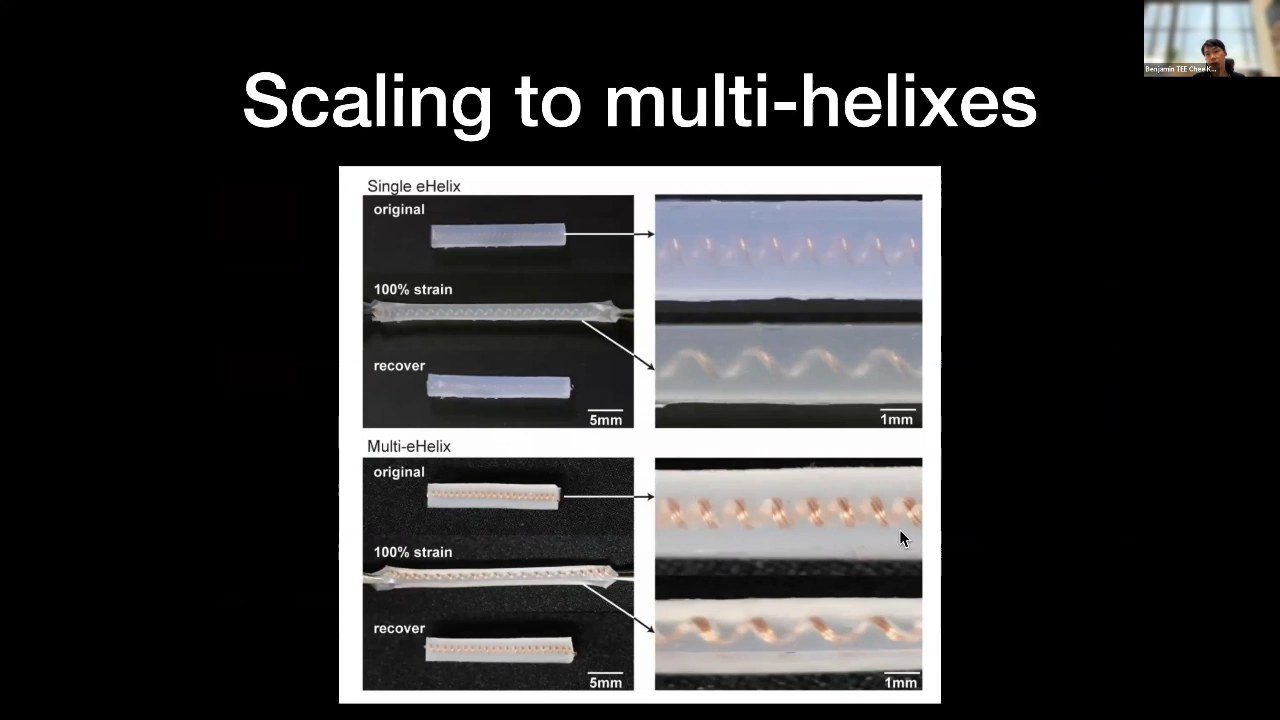 Scaling to multi-helixes
Benjamin TEE Chee K...
Single eHelix
original
100% strain
recover
5mm
1mm
Multi-eHelix
original
100% strain
recover
5mm
1mm